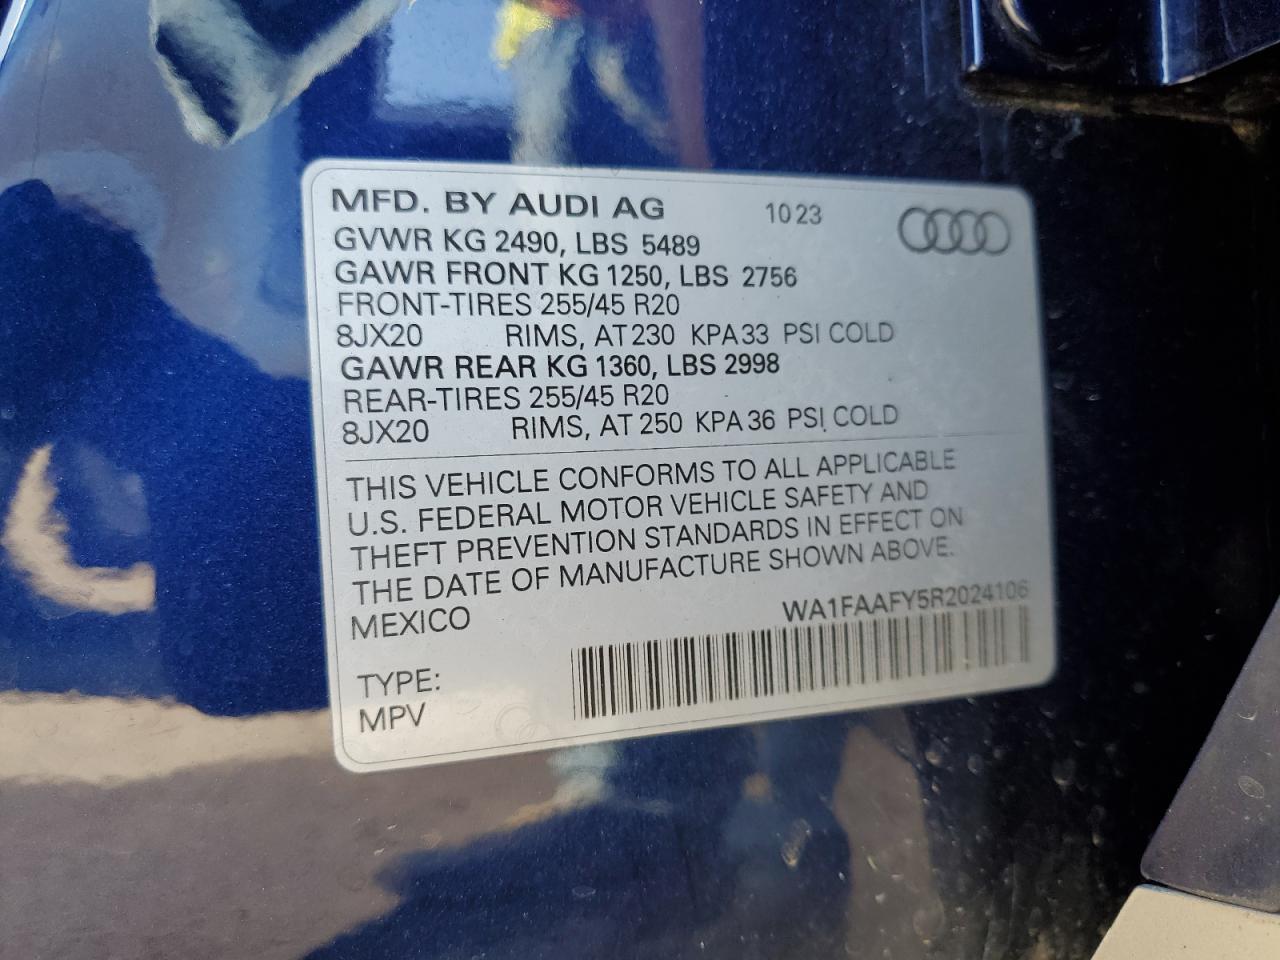 MFD. BY AUDI AG 10 23
GVWR KG 2490, LBS 5489
GAWR FRONT KG 1250, LBS 2756
FRONT-TIRES 255/45 R20
8JX20 RIMS, AT 230 KPA 33 PSI COLD
GAWR REAR KG 1360, LBS 2998
REAR-TIRES 255/45 R20
8JX20 RIMS, AT 250 KPA 36 PSI COLD
THIS VEHICLE CONFORMS TO ALL APPLICABLE
U.S. FEDERAL MOTOR VEHICLE SAFETY AND
THEFT PREVENTION STANDARDS IN EFFECT ON
THE DATE OF MANUFACTURE SHOWN ABOVE.
MEXICO WA1FAAFY5R2024106
TYPE:
MPV